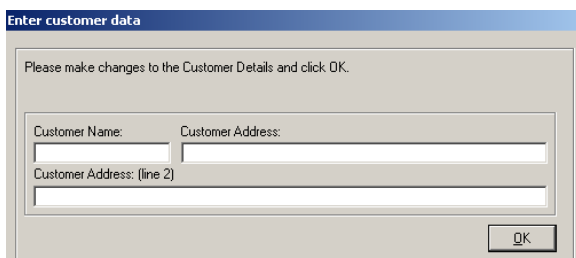 Enter customer data
Please make changes to the Customer Details and click OK.
Customer Name: Customer Address:
Customer Address: (line 2)
OK